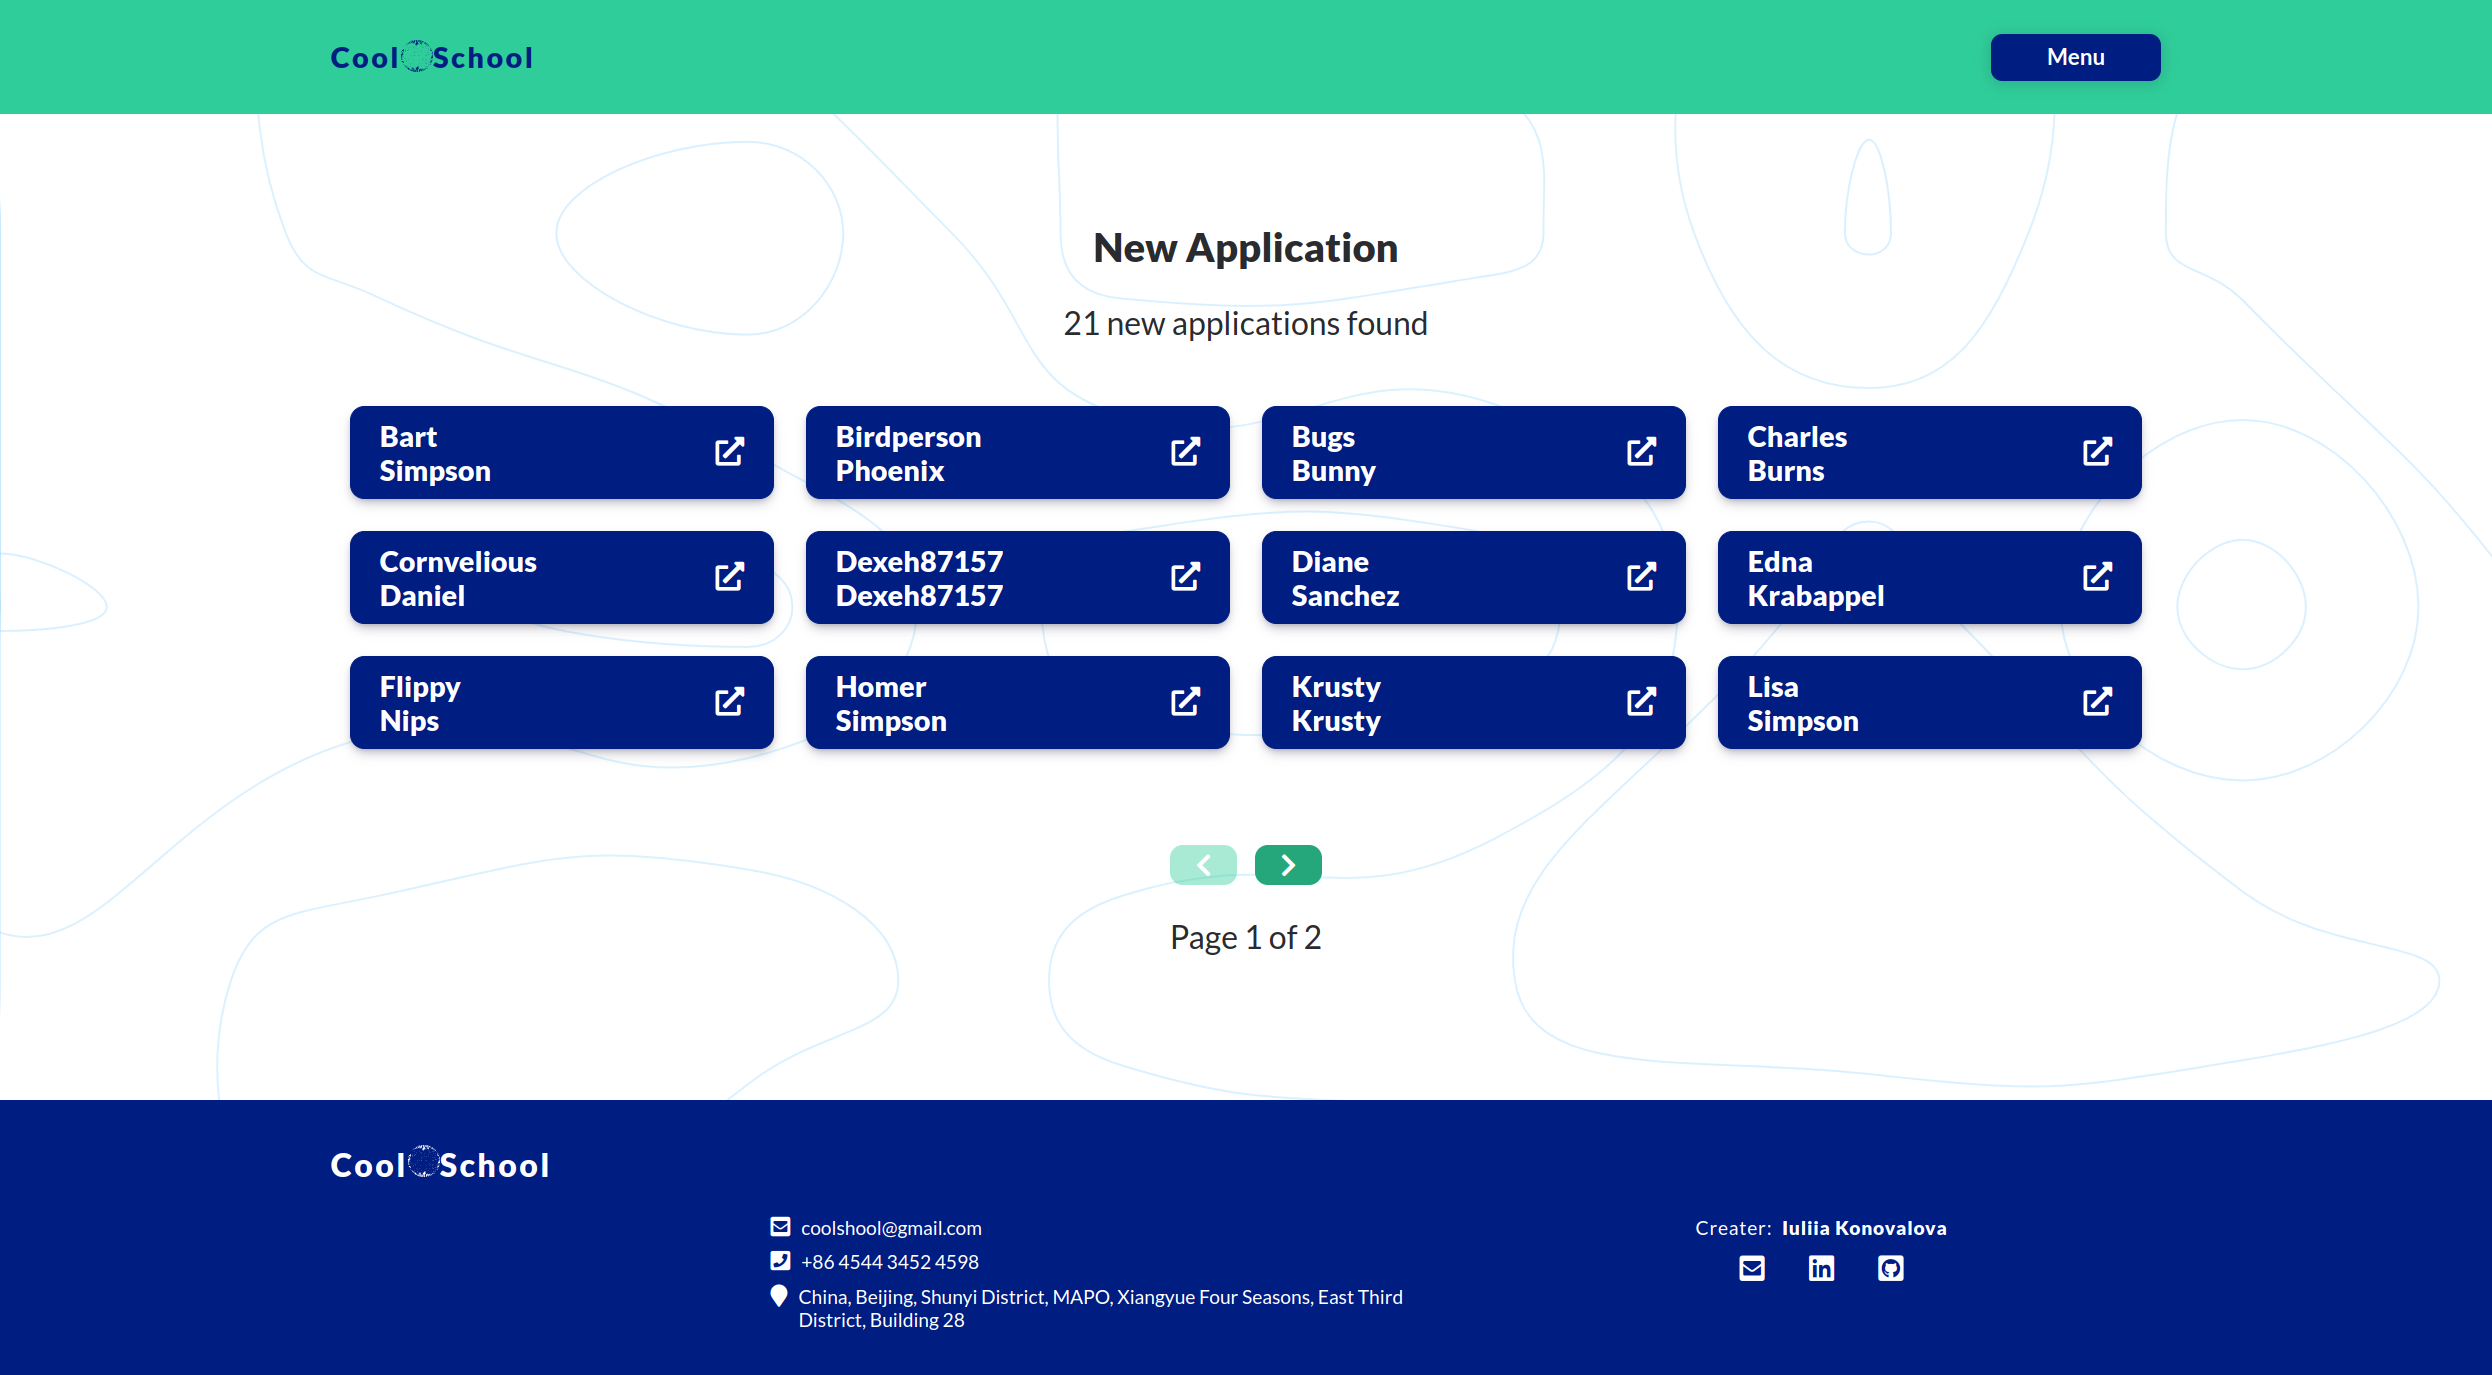 Cool School
Menu
New Application
21 new applications found
Bart
Simpson
Birdperson
Phoenix
Bugs
Bunny
Charles
Burns
Cornvelious
Daniel
Dexeh87157
Dexeh87157
Diane
Sanchez
Edna
Krabappel
Flippy
Nips
Homer
Simpson
Krusty
Krusty
Lisa
Simpson
Page 1 of 2
Cool School
coolshool@gmail.com
+86 4544 3452 4598
China, Beijing, Shunyi District, MAPO, Xiangyue Four Seasons, East Third
District, Building 28
Creater: Iuliia Konovalova